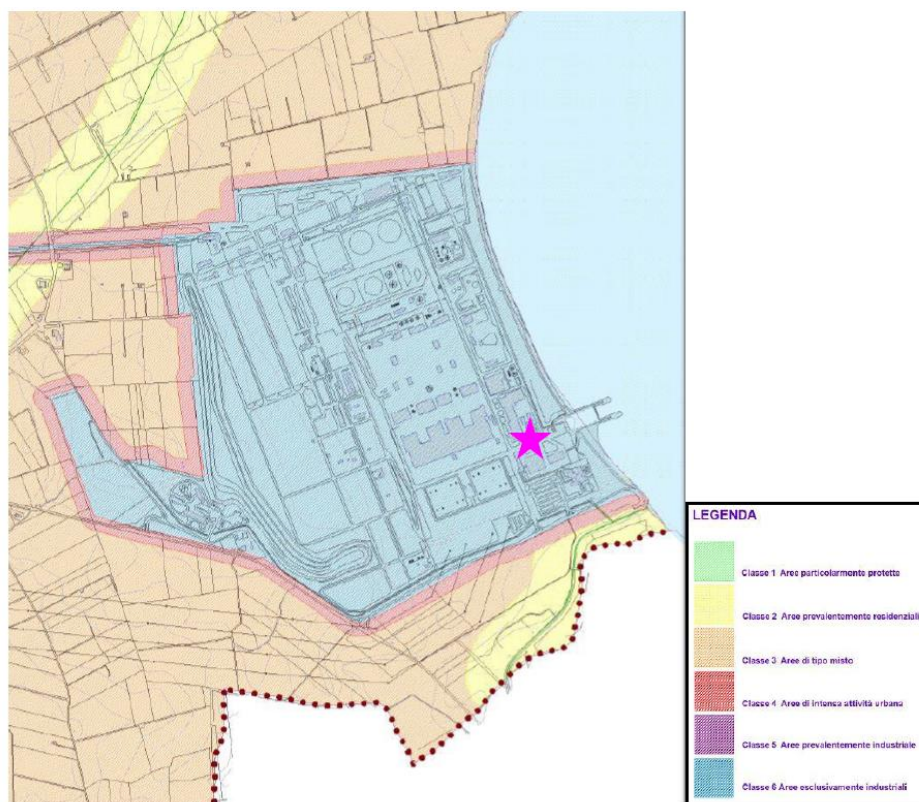 LEGENDA
Classe 1 Aree particolarmente protette
Classe 2 Aree prevalentemente residenziali
Classe 3 Aree di tipo misto
Classe 4 Aree di intensa attività urbana
Classe 5 Aree prevalentemente industriale
Classe 6 Aree esclusivamente industriali